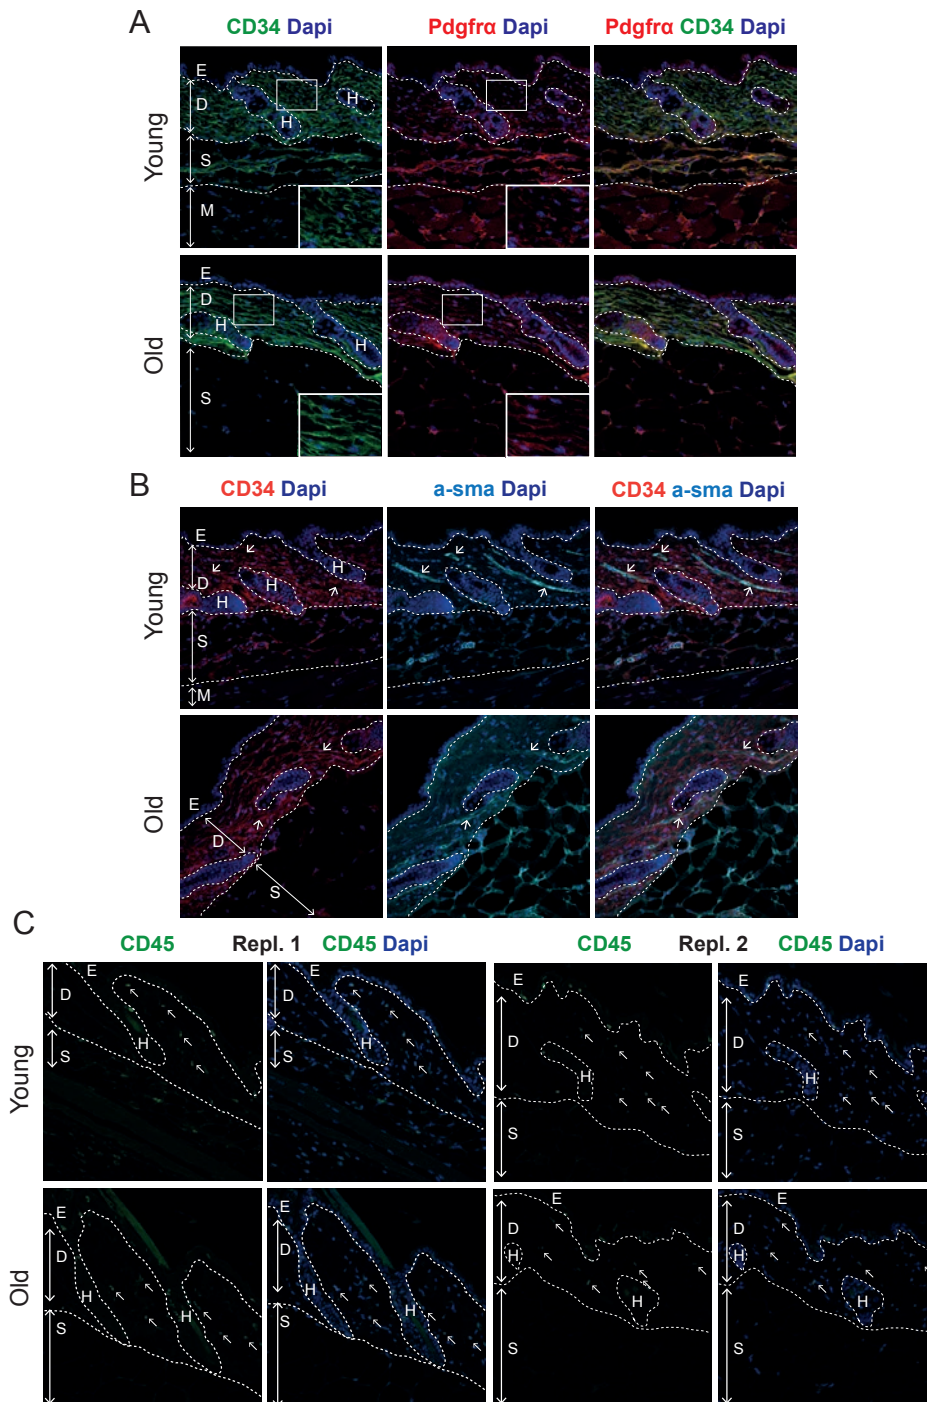 A
CD34 Dapi
Pdgfrα Dapi
Pdgfrα CD34 Dapi
Young
E
D
H
H
S
M
Old
E
D
H
H
S
B
CD34 Dapi
a-sma Dapi
CD34 a-sma Dapi
Young
E
D
H
H
H
S
M
Old
E
D
S
C
CD45
Repl. 1
CD45 Dapi
CD45
Repl. 2
CD45 Dapi
Young
E
D
H
S
E
D
H
S
E
D
H
S
E
D
H
S
Old
E
D
H
H
S
E
D
H
H
S
E
D
H
H
S
E
D
H
H
S